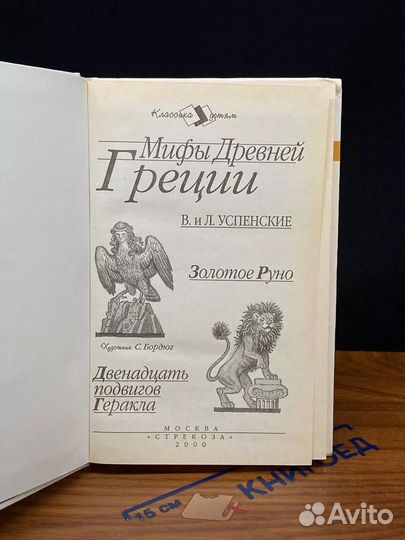 Классика детям
Мифы Древней
Греции
В. и Л. УСПЕНСКИЕ
Золотое Руно
Художник С. Бордюг
Двенадцать
подвигов
Геракла
МОСКВА
«СТРЕКОЗА»
2000
15 СМ
КНИГОЕД
Avito